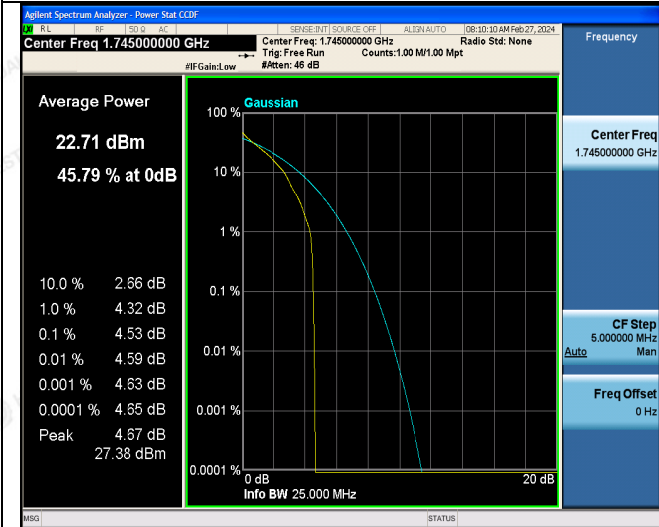 Agilent Spectrum Analyzer - Power Stat CCDF
RL RF 50 Ω AC SENSE:INT SOURCE OFF ALIGN AUTO 08:10:10 AM Feb 27, 2024
Center Freq 1.745000000 GHz
Center Freq: 1.745000000 GHz Radio Std: None
Trig: Free Run Counts:1.00 M/1.00 Mpt
#IFGain:Low #Atten: 46 dB
Frequency
Average Power
22.71 dBm
45.79 % at 0dB
10.0 % 2.86 dB
1.0 % 4.32 dB
0.1 % 4.53 dB
0.01 % 4.59 dB
0.001 % 4.63 dB
0.0001 % 4.65 dB
Peak 4.67 dB
27.38 dBm
Gaussian
100 %
10 %
1 %
0.1 %
0.01 %
0.001 %
0.0001 %
0 dB 20 dB
Info BW 25.000 MHz
Center Freq
1.745000000 GHz
CF Step
5.000000 MHz
Auto Man
Freq Offset
0 Hz
MSG STATUS